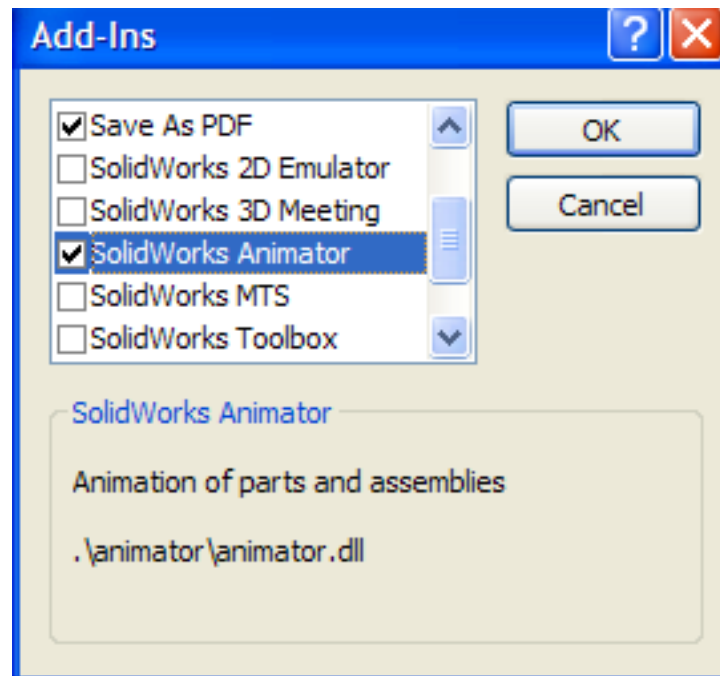 Add-Ins
Save As PDF
SolidWorks 2D Emulator
SolidWorks 3D Meeting
SolidWorks Animator
SolidWorks MTS
SolidWorks Toolbox
OK
Cancel
SolidWorks Animator
Animation of parts and assemblies
.\animator\animator.dll